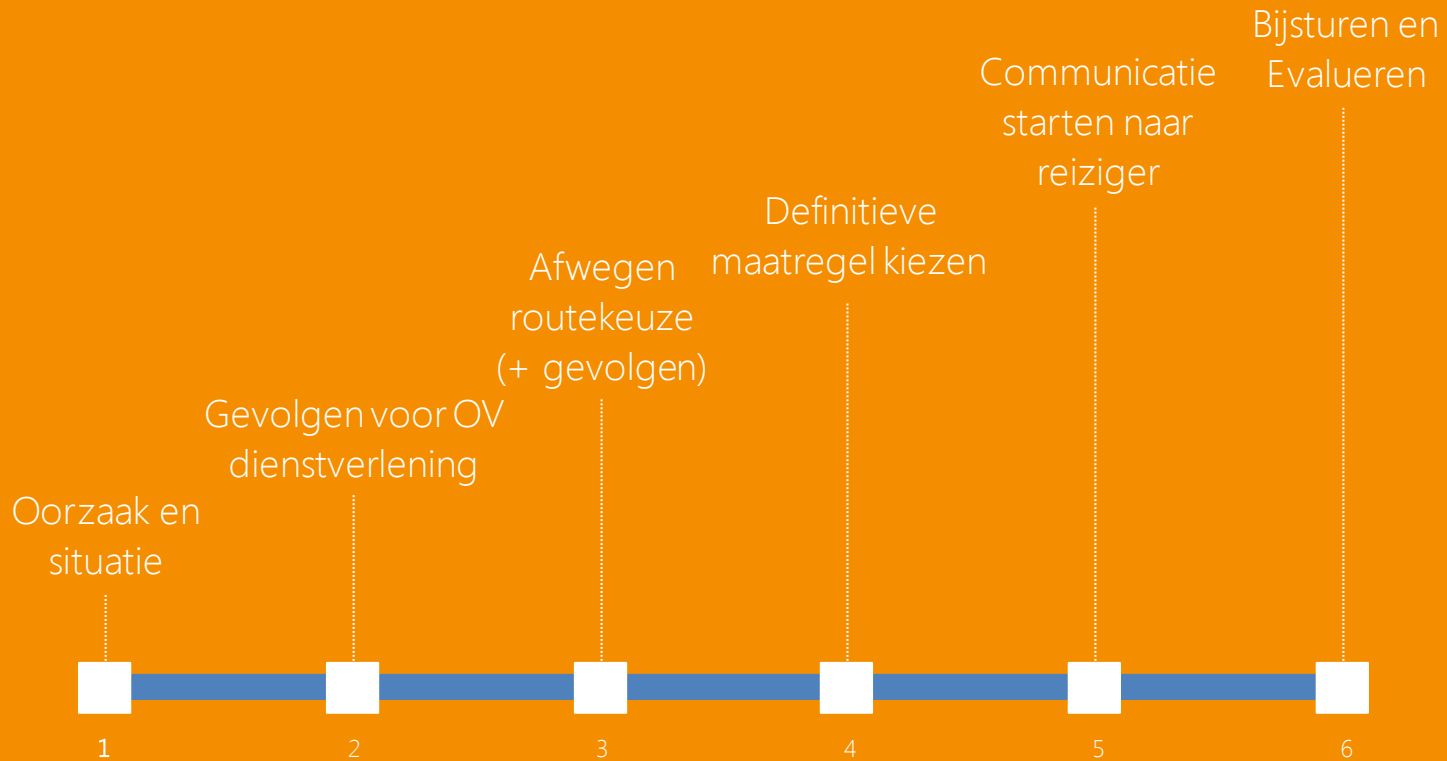 Oorzaak en
situatie
Gevolgen voor OV
dienstverlening
Afwegen
routekeuze
(+ gevolgen)
Definitieve
maatregel kiezen
Communicatie
starten naar
reiziger
Bijsturen en
Evalueren
1
2
3
4
5
6